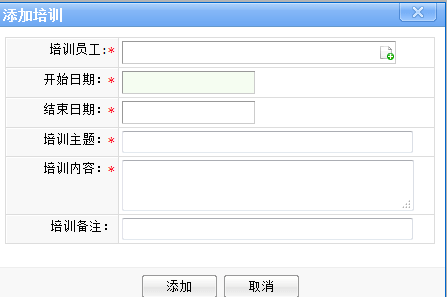 添加培训
培训员工:*
开始日期：*
结束日期：*
培训主题：*
培训内容：*
培训备注：
添加 取消